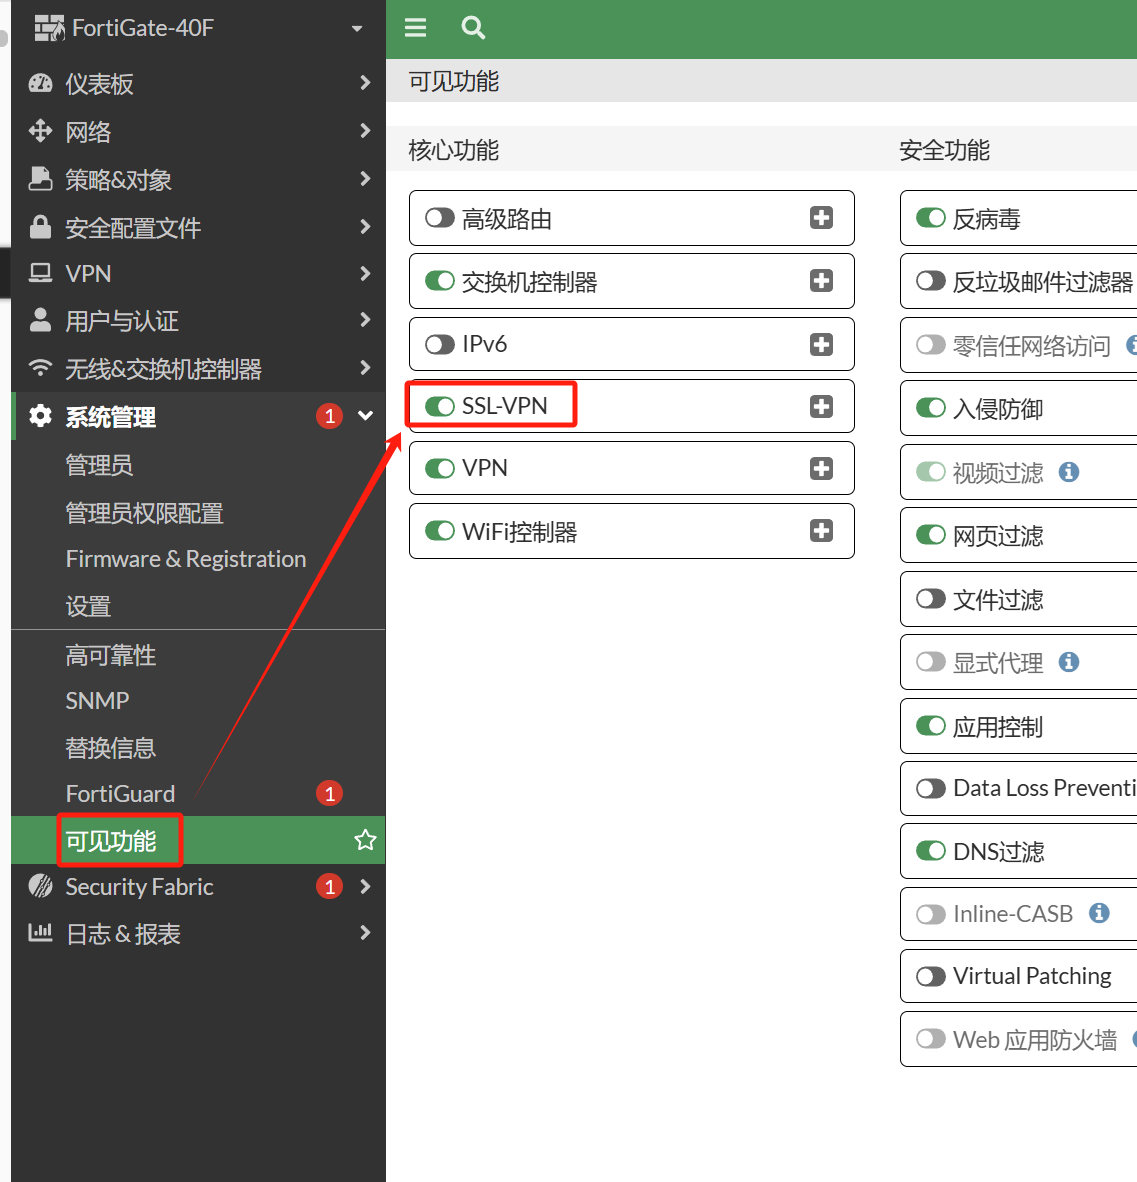 FortiGate-40F
仪表板
网络
策略&对象
安全配置文件
VPN
用户与认证
无线&交换机控制器
系统管理 1
管理员
管理员权限配置
Firmware & Registration
设置
高可靠性
SNMP
替换信息
FortiGuard 1
可见功能
Security Fabric 1
日志 & 报表
可见功能
核心功能
高级路由
交换机控制器
IPv6
SSL-VPN
VPN
WiFi控制器
安全功能
反病毒
反垃圾邮件过滤器
零信任网络访问
入侵防御
视频过滤
网页过滤
文件过滤
显式代理
应用控制
Data Loss Preventi
DNS过滤
Inline-CASB
Virtual Patching
Web 应用防火墙